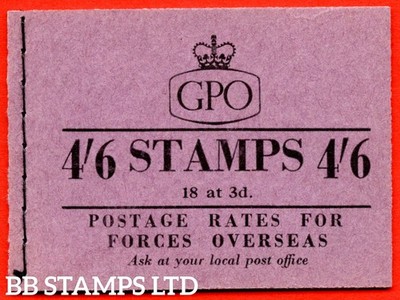 GPO
4'6 STAMPS 4'6
18 at 3d.
POSTAGE RATES FOR
FORCES OVERSEAS
Ask at your local post office
BB STAMPS LTD